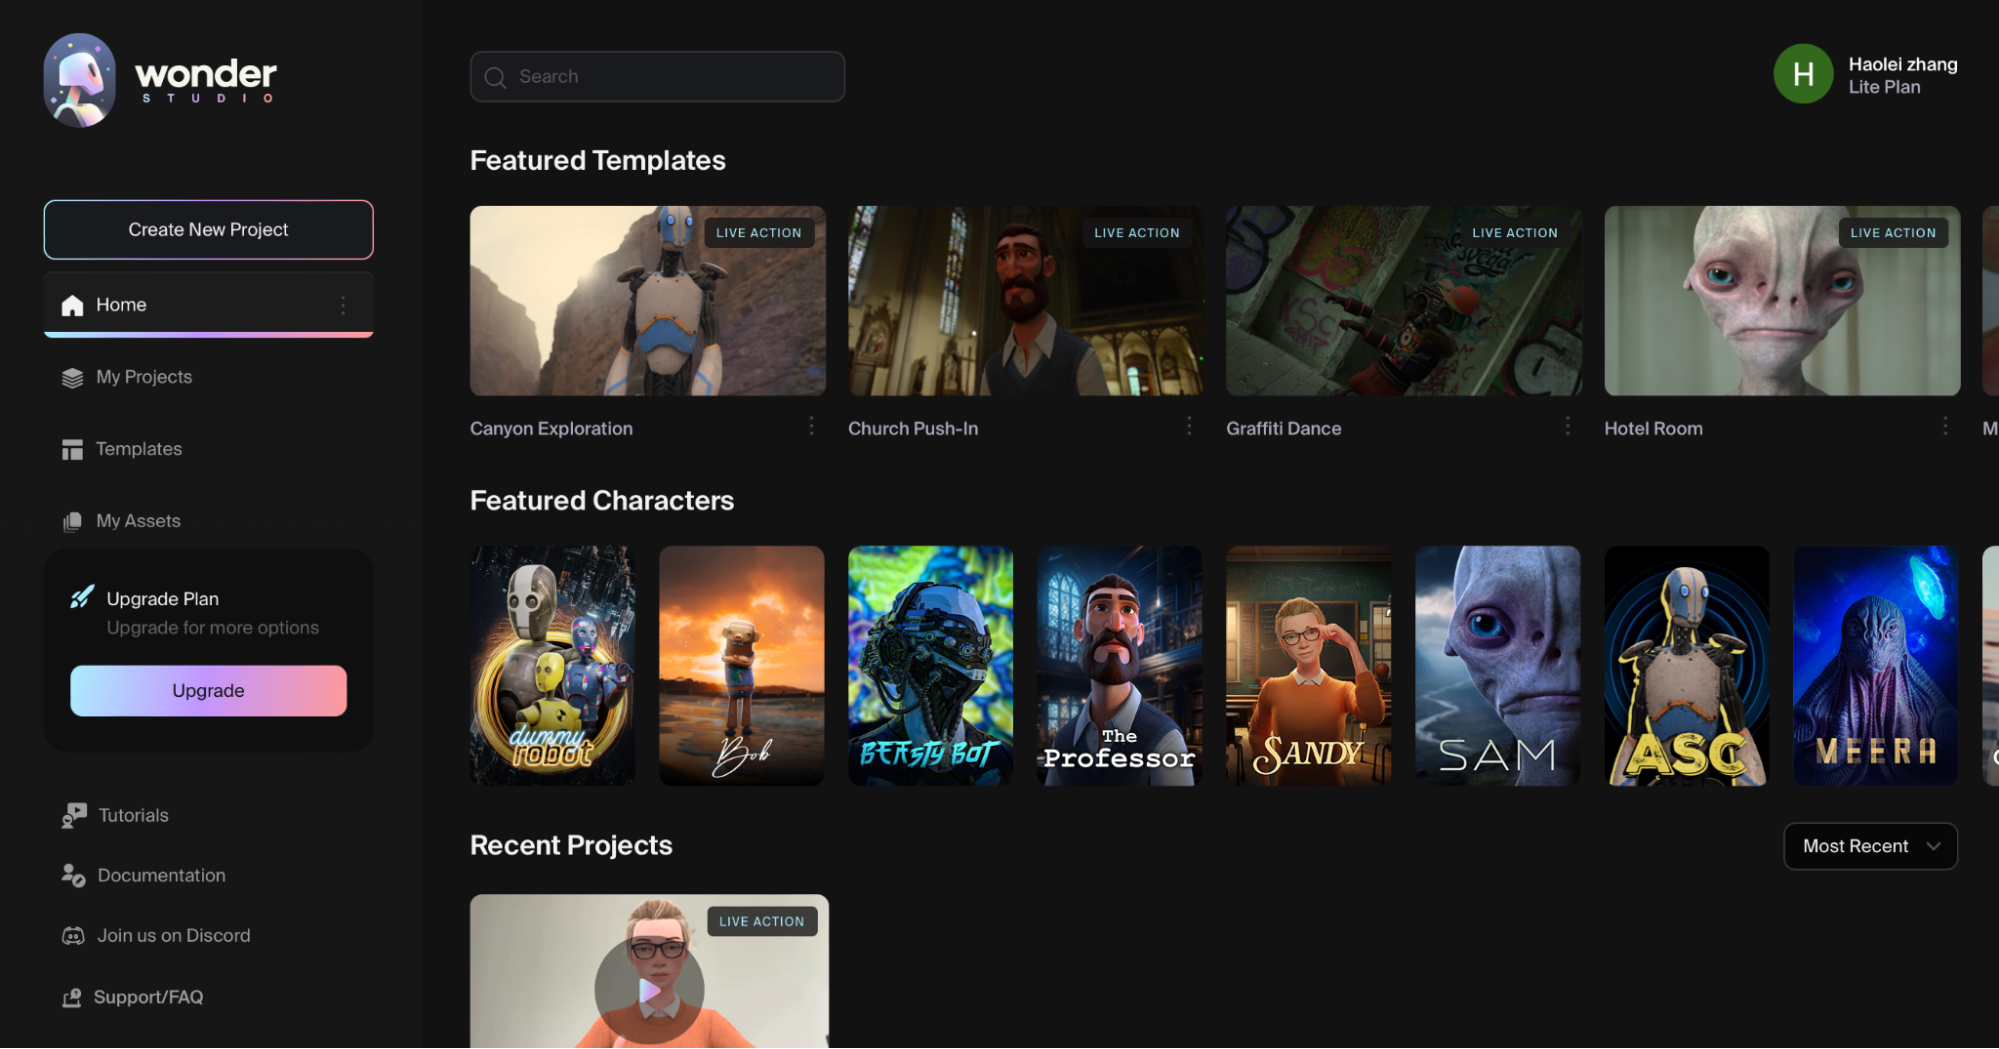 wonder
STUDIO
Search
H
Haolei zhang
Lite Plan
Create New Project
Home
My Projects
Templates
My Assets
Upgrade Plan
Upgrade for more options
Upgrade
Tutorials
Documentation
Join us on Discord
Support/FAQ
Featured Templates
LIVE ACTION
LIVE ACTION
LIVE ACTION
LIVE ACTION
Canyon Exploration
Church Push-In
Graffiti Dance
Hotel Room
M
Featured Characters
dummy
robot
Bob
BEASTY BOT
The
Professor
SANDY
SAM
ASC
MEERA
Recent Projects
Most Recent
LIVE ACTION